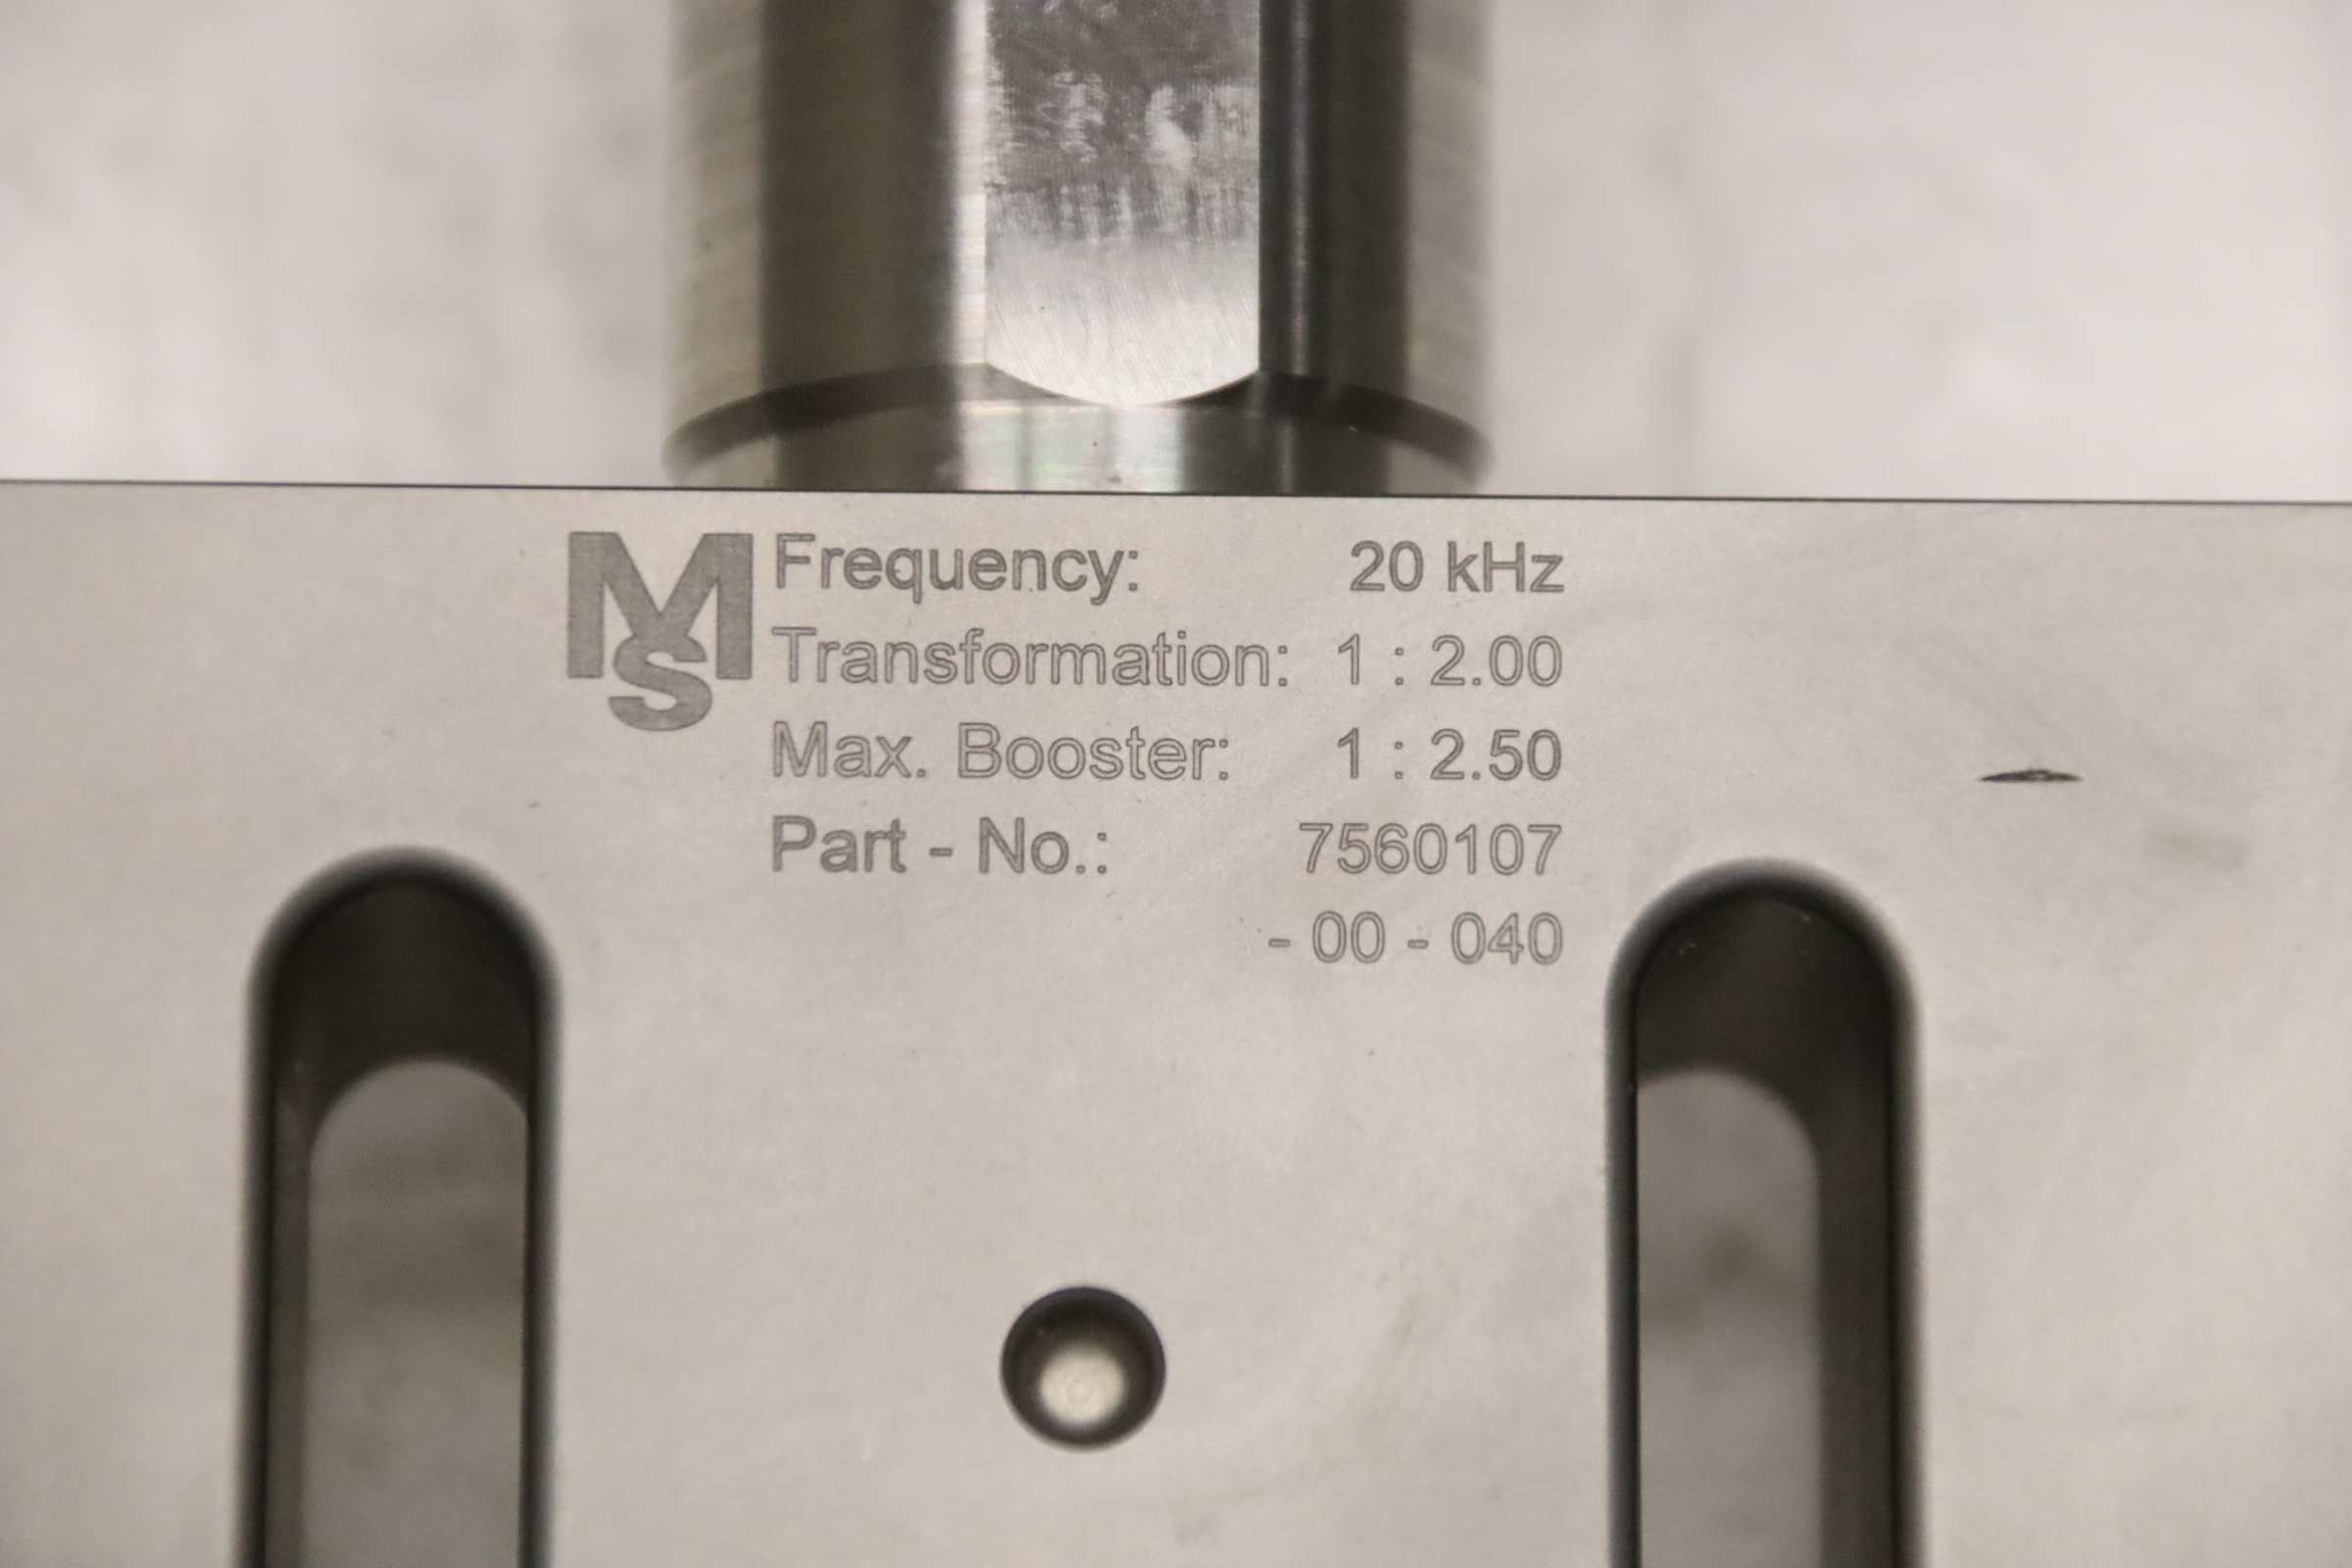 MS
Frequency: 20 kHz
Transformation: 1 : 2.00
Max. Booster: 1 : 2.50
Part - No.: 7560107
- 00 - 040